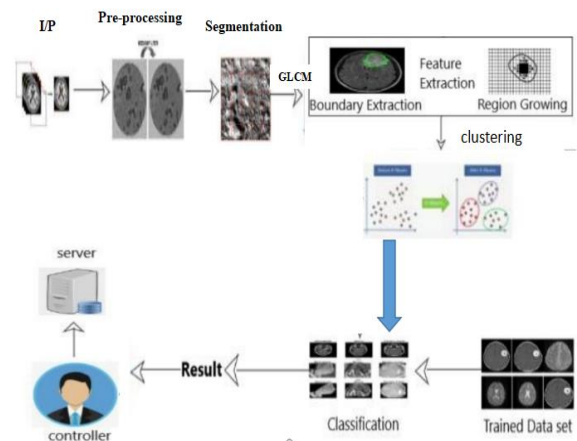 I/P
Pre-processing
Segmentation
GLCM
Feature
Extraction
Boundary Extraction
Region Growing
clustering
server
Result
controller
Classification
Trained Data set